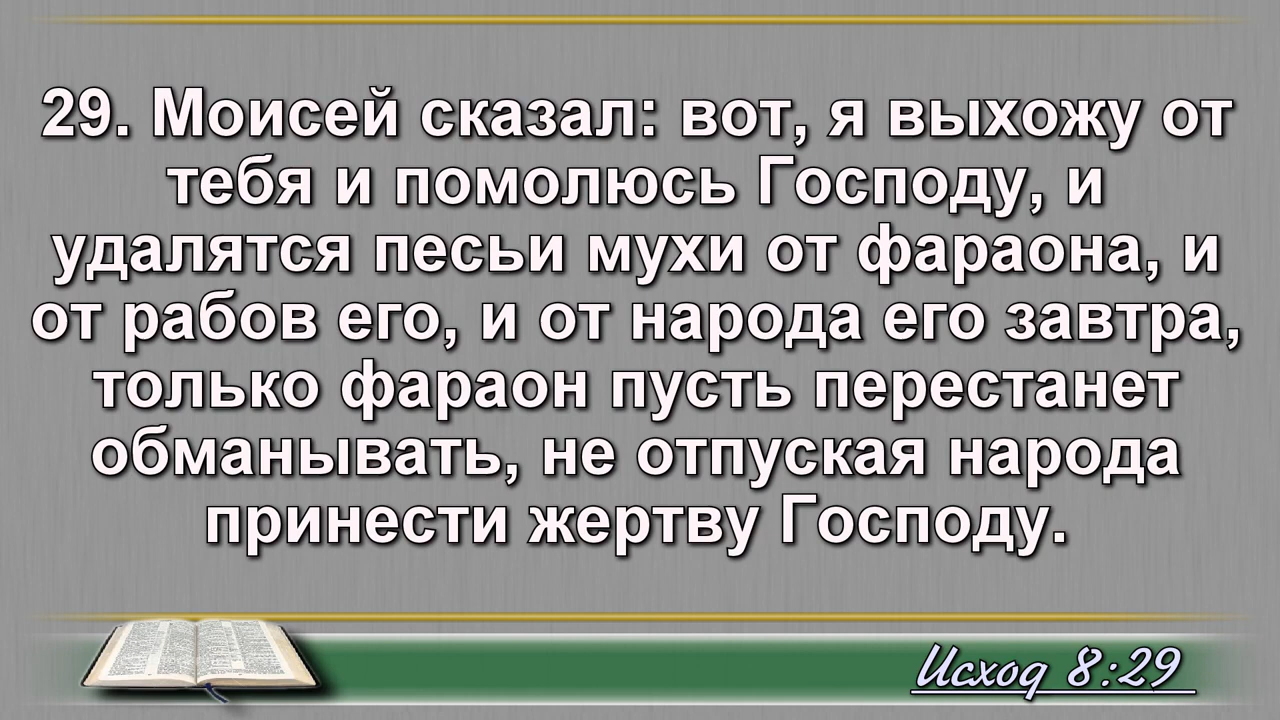 29. Моисей сказал: вот, я выхожу от
тебя и помолюсь Господу, и
удалятся песьи мухи от фараона, и
от рабов его, и от народа его завтра,
только фараон пусть перестанет
обманывать, не отпуская народа
принести жертву Господу.
Исход 8:29